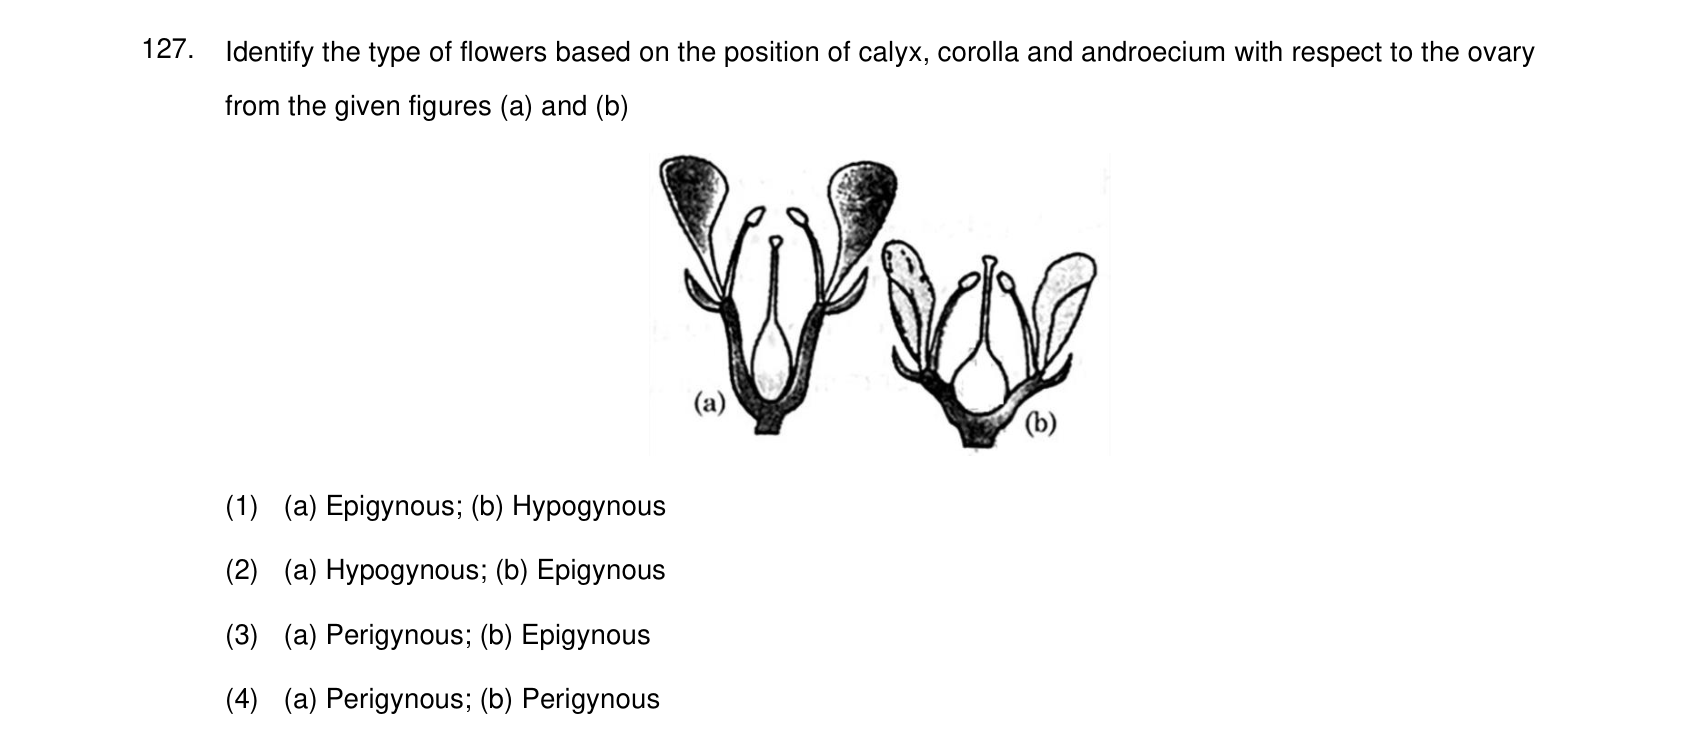 127. Identify the type of flowers based on the position of calyx, corolla and androecium with respect to the ovary
from the given figures (a) and (b)
(a)
(b)
(1) (a) Epigynous; (b) Hypogynous
(2) (a) Hypogynous; (b) Epigynous
(3) (a) Perigynous; (b) Epigynous
(4) (a) Perigynous; (b) Perigynous